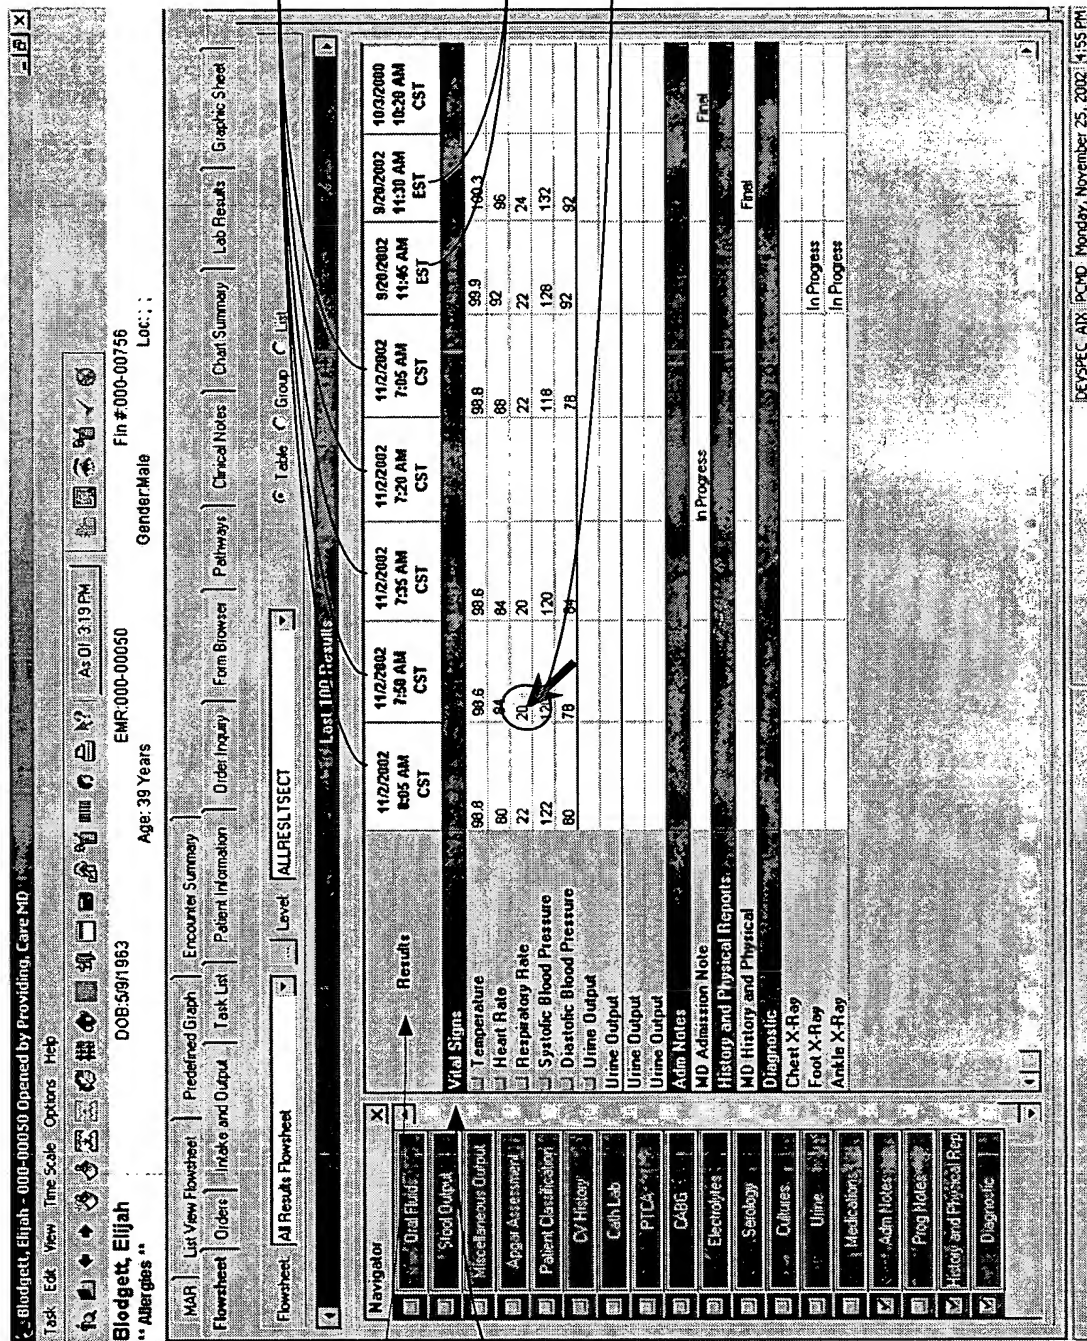 Blodgett, Elijah - 000-00050 Opened by Providing, Care MD
Task Edit View Time Scale Options Help
As Of 3:19 PM
Blodgett, Elijah DOB:5/9/1963 EMR:000-00050 Fin #:000-00756
** Allergies ** Age: 39 Years Gender:Male Loc:; ;
MAR List View Flowsheet Predefined Graph Encounter Summary Order Inquiry Form Browser Pathways Clinical Notes Chart Summary Lab Results Graphic Sheet
Flowsheet Orders Intake and Output Task List Patient Information
Flowsheet: All Results Flowsheet ... Level ALLRESLTSECT Table Group List
Last 100 Results
Navigator
Oral Fluids
Stool Output
Miscellaneous Output
Apgar Assessment
Patient Classification
CV History
Cath Lab
PTCA
CABG
Electrolytes
Serology
Cultures
Urine
Medications
Adm Notes
Prog Notes
History and Physical Rep
Diagnostic
Results 11/2/2002 8:05 AM CST 11/2/2002 7:50 AM CST 11/2/2002 7:35 AM CST 11/2/2002 7:20 AM CST 11/2/2002 7:05 AM CST 9/20/2002 11:45 AM EST 9/20/2002 11:30 AM EST 10/3/2000 10:20 AM CST
Vital Signs
Temperature 98.8 98.6 98.6 98.8 99.9 100.3
Heart Rate 80 84 84 88 92 96
Respiratory Rate 22 20 20 22 22 24
Systolic Blood Pressure 122 120 118 128 132
Diastolic Blood Pressure 80 78 84 78 92 92
Urine Output
Urine Output
Urine Output
Urine Output
Adm Notes
MD Admission Note In Progress Final
History and Physical Reports
MD History and Physical Final
Diagnostic
Chest X-Ray
Foot X-Ray In Progress
Ankle X-Ray In Progress
DEVSPEC_AIX PCMD Monday, November 25, 2002 4:55 PM